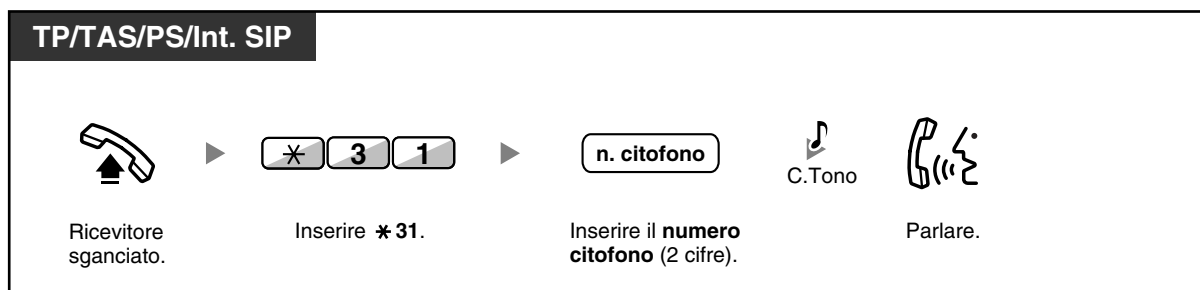 TP/TAS/PS/Int. SIP
* 3 1
n. citofono
C.Tono
Ricevitore
sganciato.
Inserire * 31.
Inserire il numero
citofono (2 cifre).
Parlare.